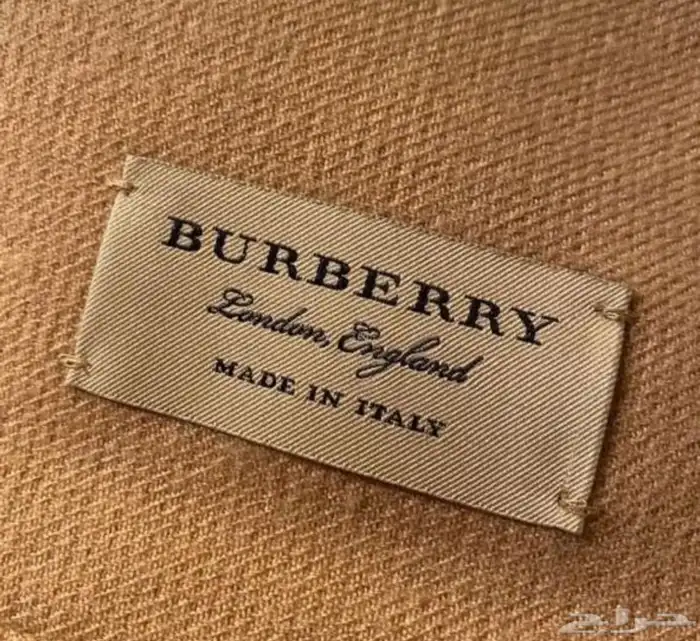 BURBERRY
London, England
MADE IN ITALY
حراج